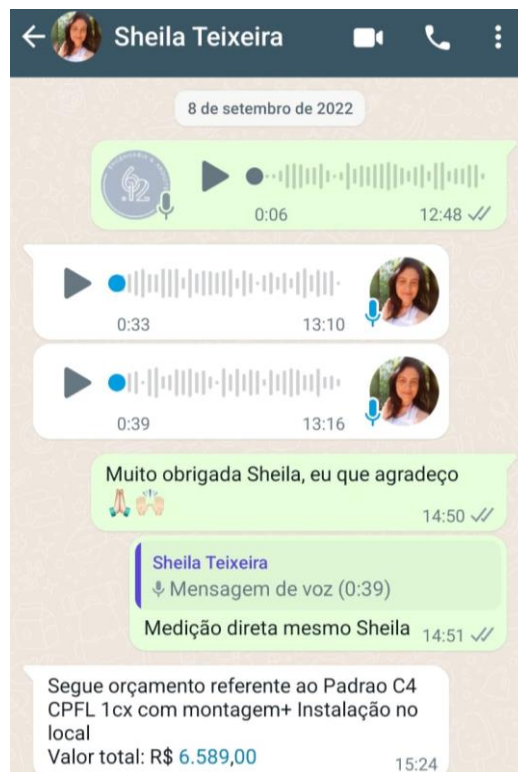 Sheila Teixeira
8 de setembro de 2022
0:06 12:48
0:33 13:10
0:39 13:16
Muito obrigada Sheila, eu que agradeço
14:50
Sheila Teixeira
Mensagem de voz (0:39)
Medição direta mesmo Sheila 14:51
Segue orçamento referente ao Padrao C4
CPFL 1cx com montagem+ Instalação no
local
Valor total: R$ 6.589,00
15:24